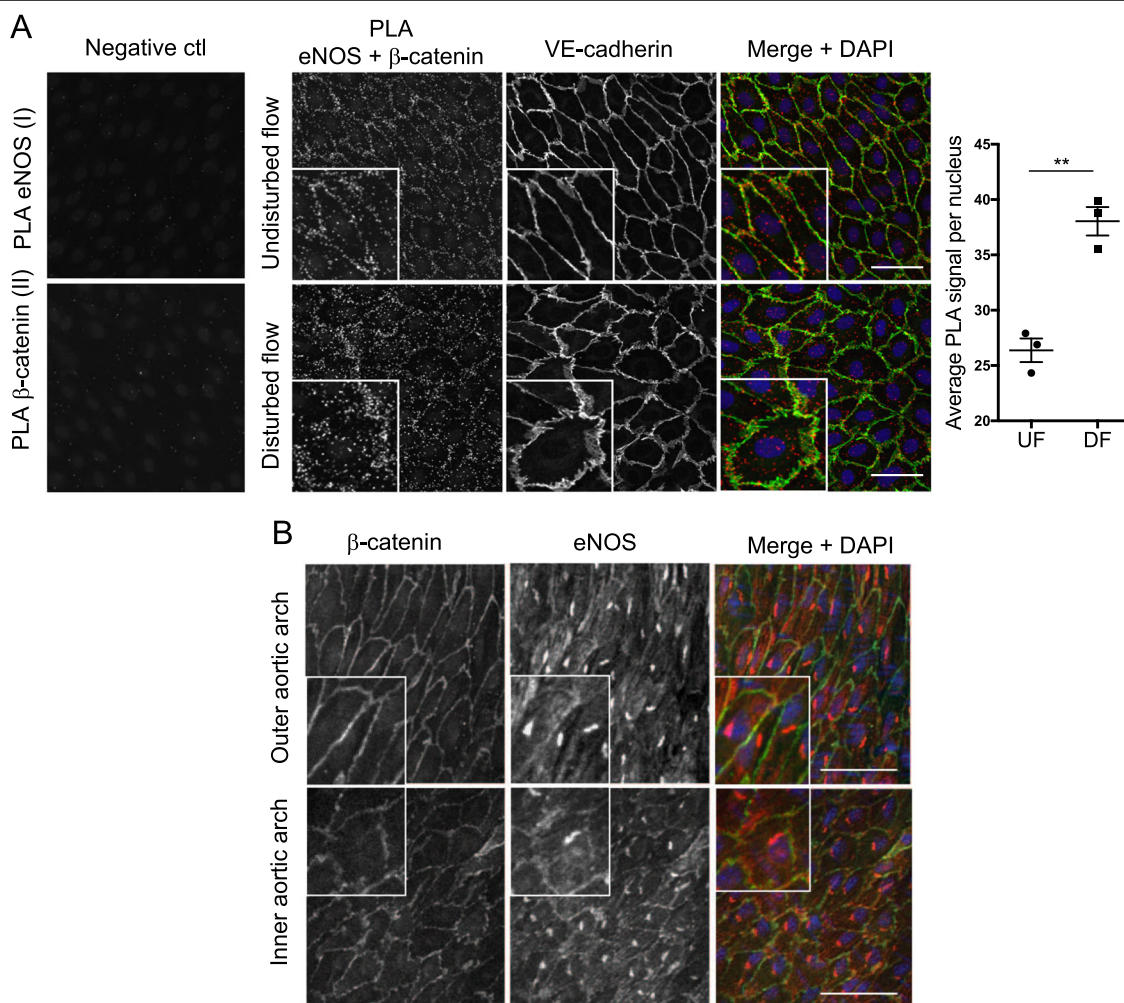 A
Negative ctl
PLA
eNOS + β-catenin
VE-cadherin
Merge + DAPI
PLA eNOS (I)
PLA β-catenin (II)
Undisturbed flow
Disturbed flow
Average PLA signal per nucleus
45
40
35
30
25
20
**
UF
DF
B
β-catenin
eNOS
Merge + DAPI
Outer aortic arch
Inner aortic arch